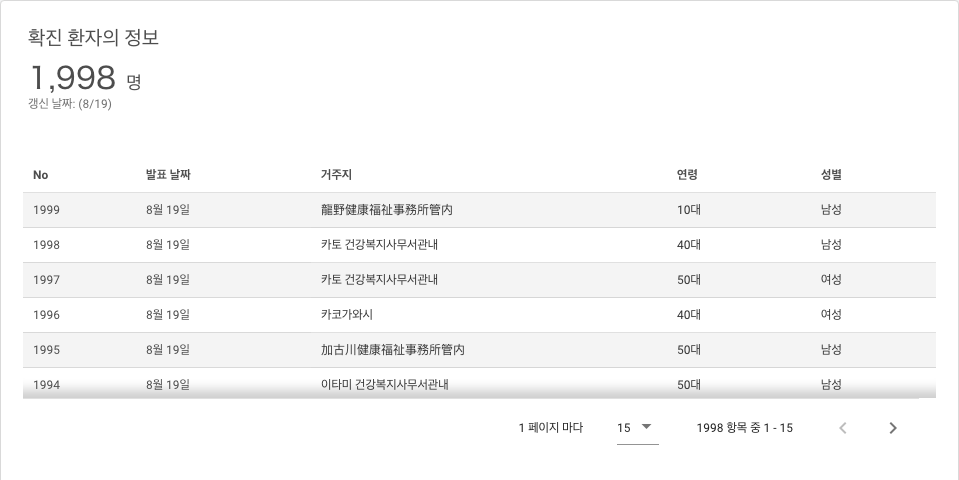 확진 환자의 정보
1,998 명
갱신 날짜: (8/19)
No 발표 날짜 거주지 연령 성별
1999 8월 19일 龍野健康福祉事務所管内 10대 남성
1998 8월 19일 카토 건강복지사무서관내 40대 남성
1997 8월 19일 카토 건강복지사무서관내 50대 여성
1996 8월 19일 카코가와시 40대 여성
1995 8월 19일 加古川健康福祉事務所管内 50대 남성
1994 8월 19일 이타미 건강복지사무서관내 50대 남성
1 페이지 마다 15 1998 항목 중 1 - 15